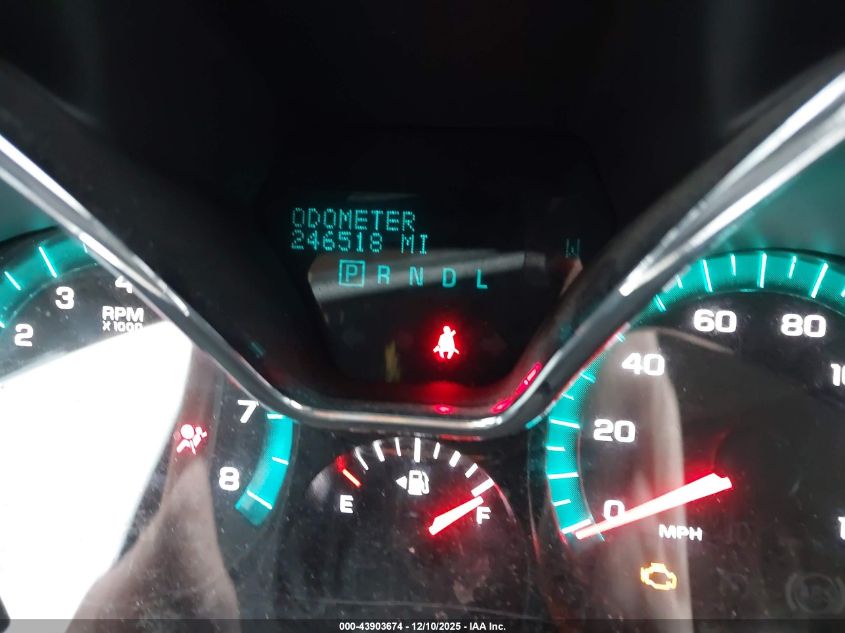 ODOMETER
246518 MI
W
P R N D L
2 3 4
RPM
X 1000
7
8
E F
0 20 40 60 80
MPH
000-43903674 - 12/10/2025 - IAA Inc.